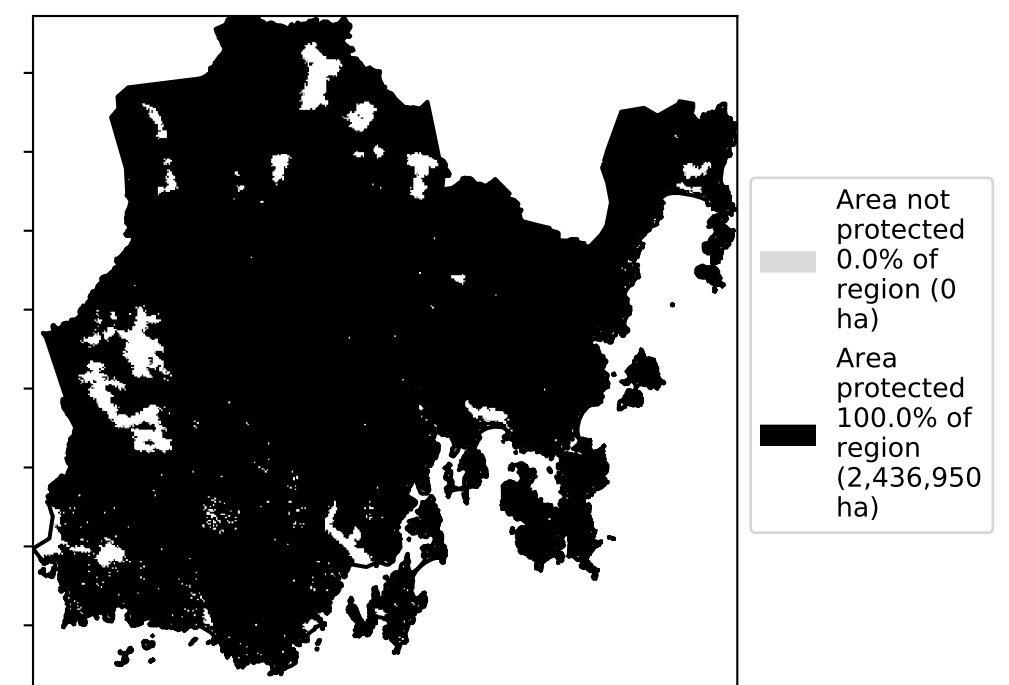 Area not
protected
0.0% of
region (0
ha)
Area
protected
100.0% of
region
(2,436,950
ha)